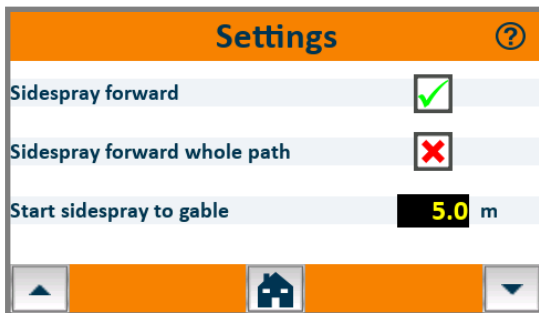 Settings ?
Sidespray forward
Sidespray forward whole path
Start sidespray to gable 5.0 m